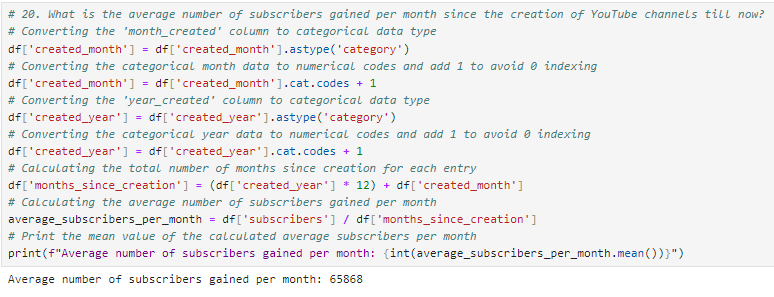 # 20. What is the average number of subscribers gained per month since the creation of YouTube channels till now?
# Converting the 'month_created' column to categorical data type
df['created_month'] = df['created_month'].astype('category')
# Converting the categorical month data to numerical codes and add 1 to avoid 0 indexing
df['created_month'] = df['created_month'].cat.codes + 1
# Converting the 'year_created' column to categorical data type
df['created_year'] = df['created_year'].astype('category')
# Converting the categorical year data to numerical codes and add 1 to avoid 0 indexing
df['created_year'] = df['created_year'].cat.codes + 1
# Calculating the total number of months since creation for each entry
df['months_since_creation'] = (df['created_year'] * 12) + df['created_month']
# Calculating the average number of subscribers gained per month
average_subscribers_per_month = df['subscribers'] / df['months_since_creation']
# Print the mean value of the calculated average subscribers per month
print(f"Average number of subscribers gained per month: {int(average_subscribers_per_month.mean())}")
Average number of subscribers gained per month: 65868